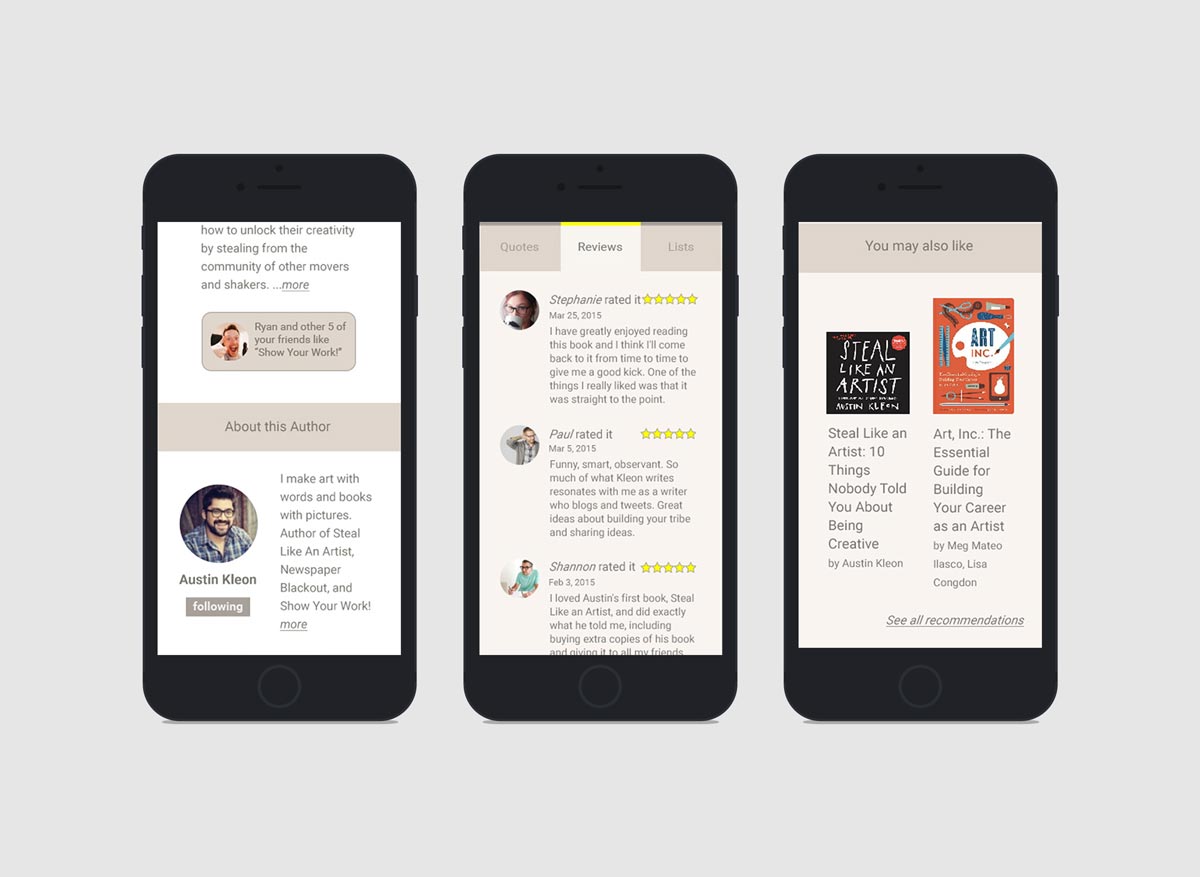 how to unlock their creativity
by stealing from the
community of other movers
and shakers. ...more
Ryan and other 5 of
your friends like
“Show Your Work!”
About this Author
I make art with
words and books
with pictures.
Author of Steal
Like An Artist,
Newspaper
Blackout, and
Show Your Work!
more
Austin Kleon
following
Quotes
Reviews
Lists
Stephanie rated it
Mar 25, 2015
I have greatly enjoyed reading
this book and I think I'll come
back to it from time to time to
give me a good kick. One of the
things I really liked was that it
was straight to the point.
Paul rated it
Mar 5, 2015
Funny, smart, observant. So
much of what Kleon writes
resonates with me as a writer
who blogs and tweets. Great
ideas about building your tribe
and sharing ideas.
Shannon rated it
Feb 3, 2015
I loved Austin's first book, Steal
Like an Artist, and did exactly
what he told me, including
buying extra copies of his book
and giving it to all my friends
You may also like
STEAL
LIKE AN
ARTIST
AUSTIN KLEON
ART
INC.
Steal Like an
Artist: 10
Things
Nobody Told
You About
Being
Creative
by Austin Kleon
Art, Inc.: The
Essential
Guide for
Building
Your Career
as an Artist
by Meg Mateo
Ilasco, Lisa
Congdon
See all recommendations